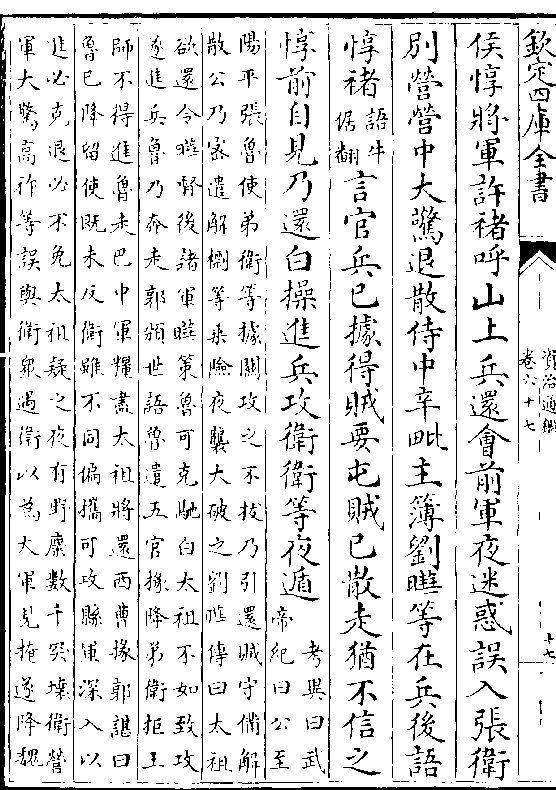 欽定四庫全書
資治通鑑
卷六十七
十七
侯惇將軍許褚呼山上兵還會前軍夜迷惑誤入張衛
別營營中大驚退散侍中辛毗主簿劉曄等在兵後語
惇褚語牛倨翻言官兵已據得賊要屯賊已散走猶不信之
惇前自見乃還白操進兵攻衛衛等夜遁考異曰武帝紀曰公至
陽平張魯使弟衛等據關攻之不拔乃引還賊守備解
散公乃密遣解𢢼等乘險夜襲大破之劉曄傳曰太祖
欲還令曄督後諸軍曄策魯可克馳白太祖不如致攻
遂進兵魯乃奔走郭頒世語魯遣五官掾降弟衛拒王
師不得進魯走巴中軍糧盡太祖將還西曹掾郭諶曰
魯已降留使既未反衛雖不同偏攜可攻縣軍深入以
進必克退必不免太祖疑之夜有野麋數千突壞衛營
軍大驚高祚等誤與衛衆遇衛以為大軍見掩遂降魏